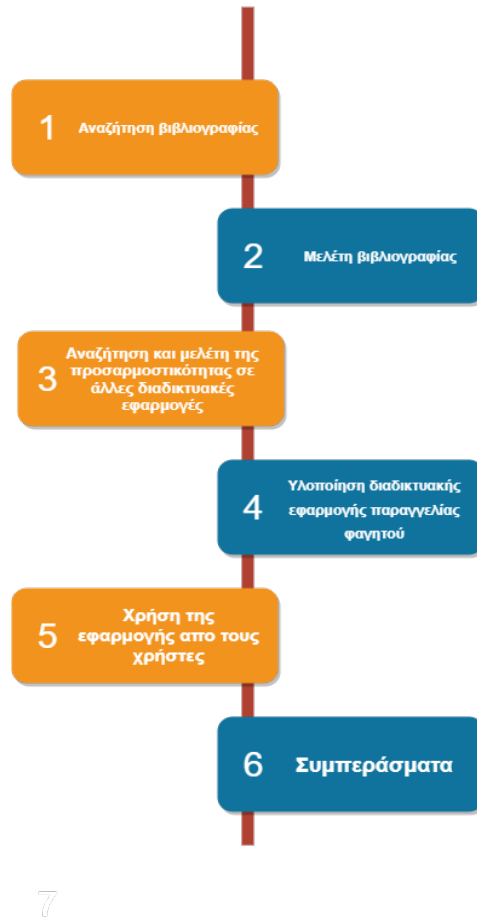 1 Αναζήτηση βιβλιογραφίας
2 Μελέτη βιβλιογραφίας
Αναζήτηση και μελέτη της
3 προσαρμοστικότητας σε
άλλες διαδικτυακές
εφαρμογές
Υλοποίηση διαδικτυακής
4 εφαρμογής παραγγελίας
φαγητού
Χρήση της
5 εφαρμογής απο τους
χρήστες
6 Συμπεράσματα
7